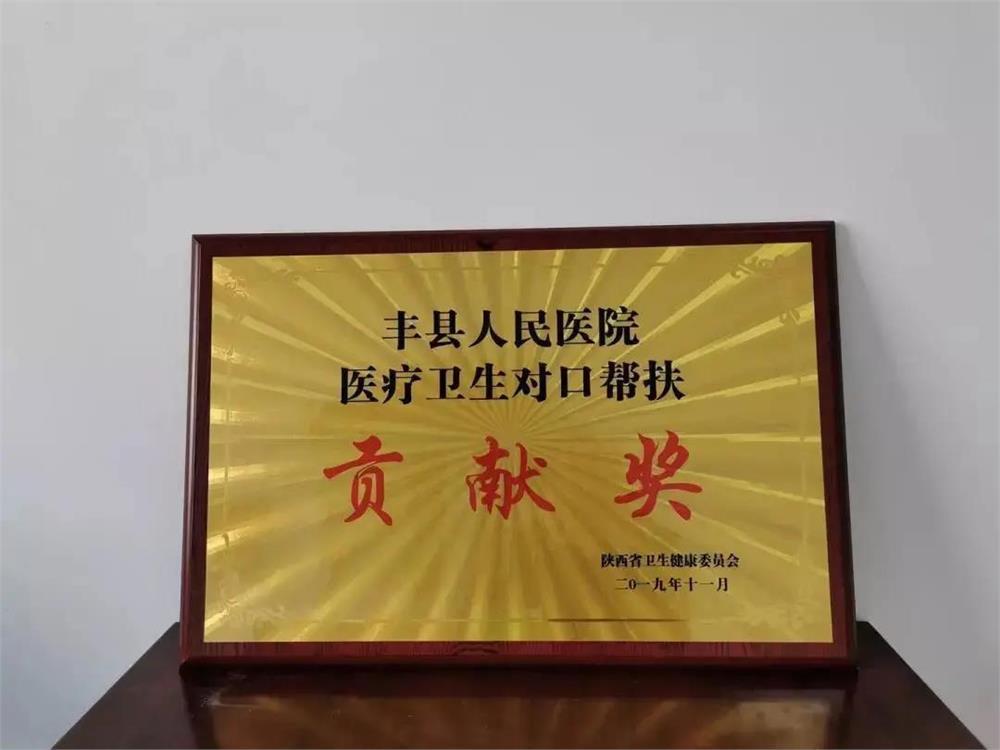 丰县人民医院
医疗卫生对口帮扶
贡献奖
陕西省卫生健康委员会
二0一九年十一月